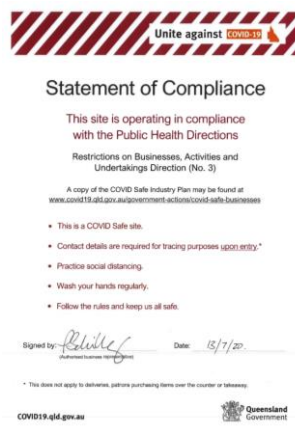 Unite against COVID-19
Statement of Compliance
This site is operating in compliance
with the Public Health Directions
Restrictions on Businesses, Activities and
Undertakings Direction (No. 3)
A copy of the COVID Safe Industry Plan may be found at
www.covid19.qld.gov.au/government-actions/covid-safe-businesses
• This is a COVID Safe site.
• Contact details are required for tracing purposes upon entry.*
• Practice social distancing.
• Wash your hands regularly.
• Follow the rules and keep us all safe.
Signed by: Date: 13/7/20.
(Authorised business representative)
* This does not apply to deliveries, patrons purchasing items over the counter or takeaway.
COVID19.qld.gov.au
Queensland
Government